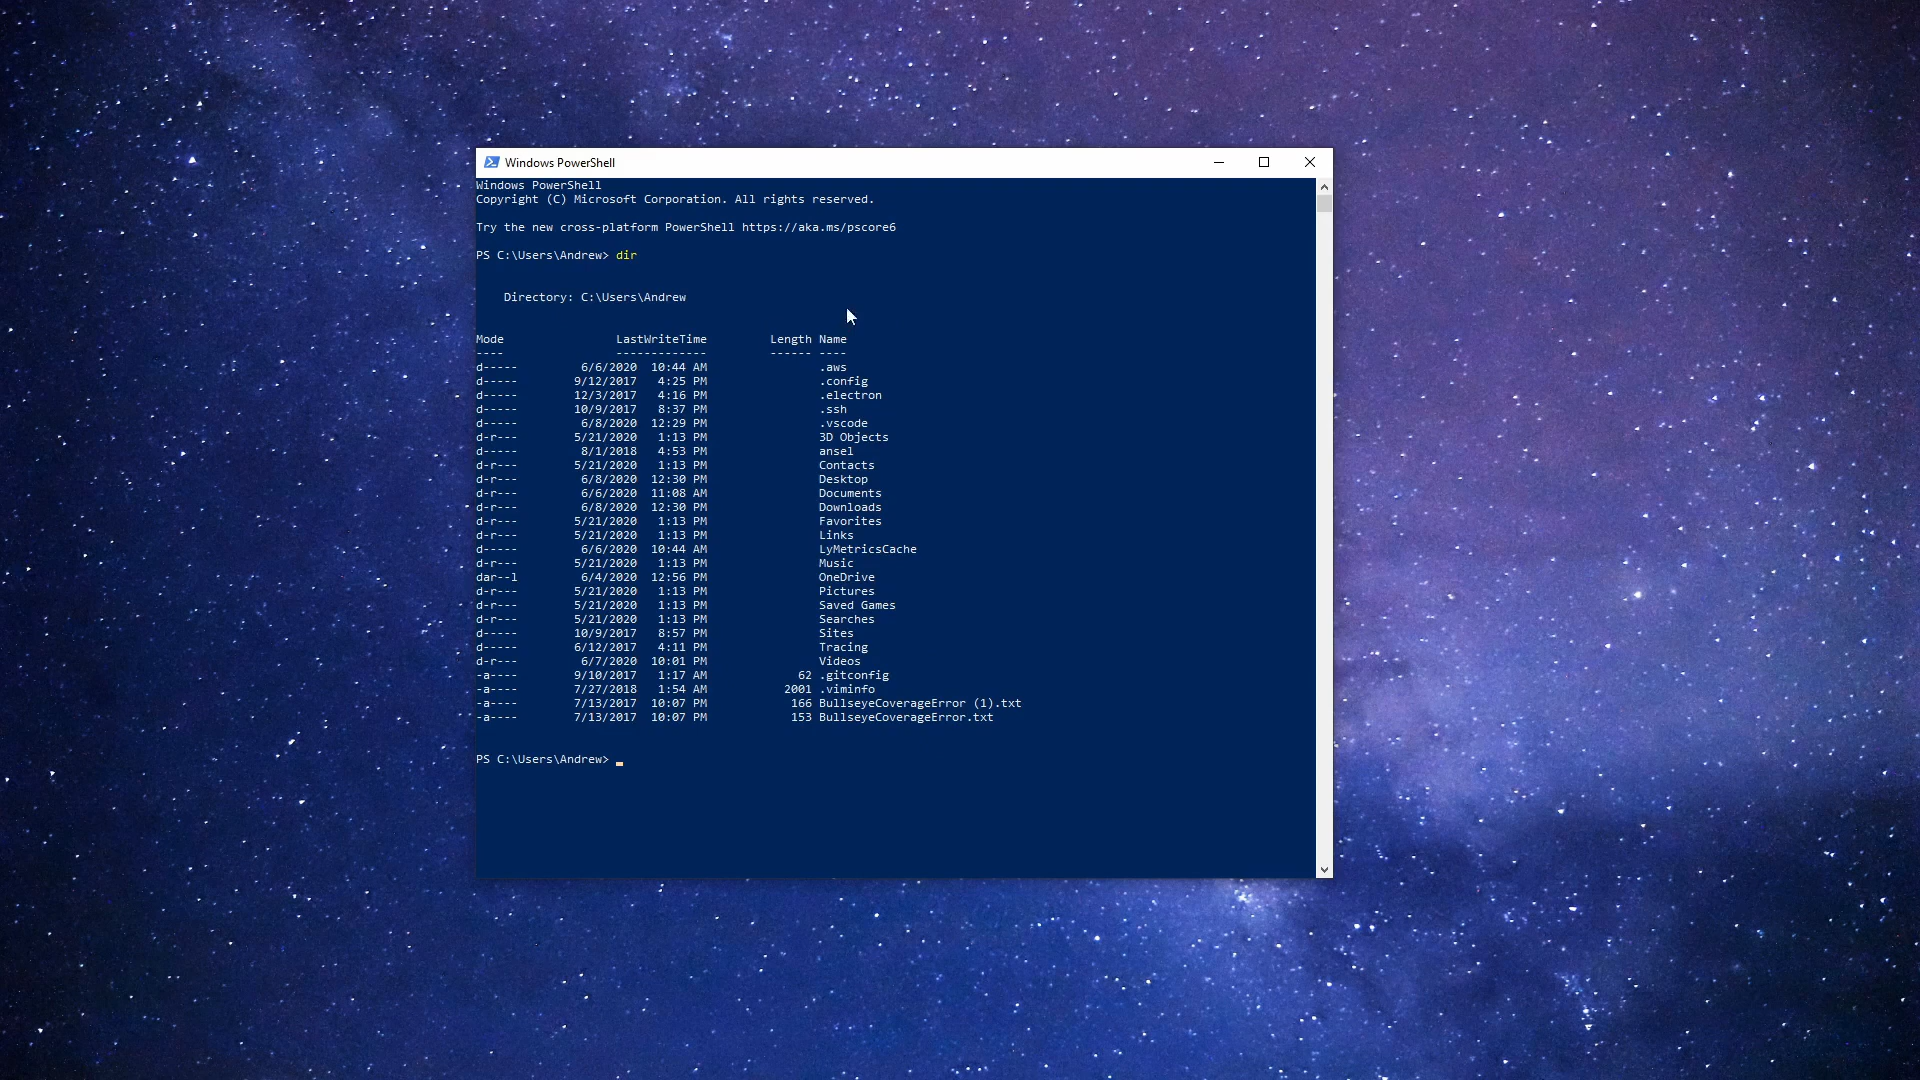 Windows PowerShell
Windows PowerShell
Copyright (C) Microsoft Corporation. All rights reserved.
Try the new cross-platform PowerShell https://aka.ms/pscore6
PS C:\Users\Andrew> dir
    Directory: C:\Users\Andrew
Mode                LastWriteTime         Length Name
----                -------------         ------ ----
d-----         6/6/2020  10:44 AM                .aws
d-----        9/12/2017   4:25 PM                .config
d-----        12/3/2017   4:16 PM                .electron
d-----        10/9/2017   8:37 PM                .ssh
d-----         6/8/2020  12:29 PM                .vscode
d-r---        5/21/2020   1:13 PM                3D Objects
d-----         8/1/2018   4:53 PM                ansel
d-r---        5/21/2020   1:13 PM                Contacts
d-r---         6/8/2020  12:30 PM                Desktop
d-r---         6/6/2020  11:08 AM                Documents
d-r---         6/8/2020  12:30 PM                Downloads
d-r---        5/21/2020   1:13 PM                Favorites
d-r---        5/21/2020   1:13 PM                Links
d-----         6/6/2020  10:44 AM                LyMetricsCache
d-r---        5/21/2020   1:13 PM                Music
dar--l         6/4/2020  12:56 PM                OneDrive
d-r---        5/21/2020   1:13 PM                Pictures
d-r---        5/21/2020   1:13 PM                Saved Games
d-r---        5/21/2020   1:13 PM                Searches
d-----        10/9/2017   8:57 PM                Sites
d-----        6/12/2017   4:11 PM                Tracing
d-r---         6/7/2020  10:01 PM                Videos
-a----        9/10/2017   1:17 AM             62 .gitconfig
-a----        7/27/2018   1:54 AM           2001 .viminfo
-a----        7/13/2017  10:07 PM            166 BullseyeCoverageError (1).txt
-a----        7/13/2017  10:07 PM            153 BullseyeCoverageError.txt
PS C:\Users\Andrew> _